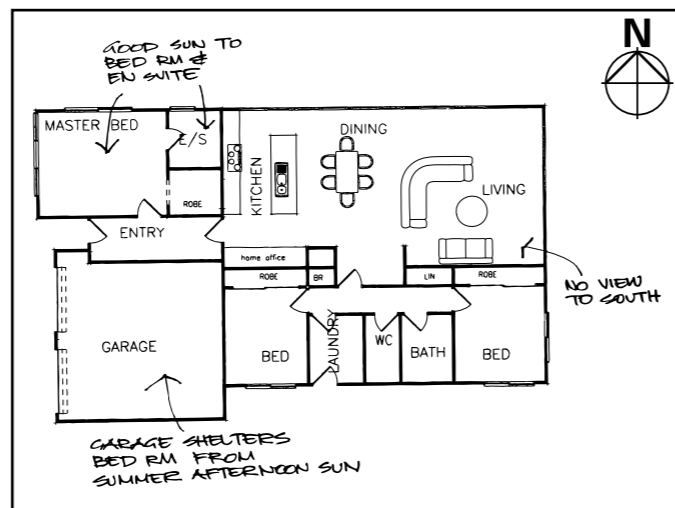 GOOD SUN TO
BED RM &
EN SUITE
N
MASTER BED
E/S
ROBE
KITCHEN
DINING
LIVING
ENTRY
home office
ROBE
BR
LIN
ROBE
NO VIEW
TO SOUTH
GARAGE
BED
LAUNDRY
WC
BATH
BED
GARAGE SHELTERS
BED RM FROM
SUMMER AFTERNOON SUN